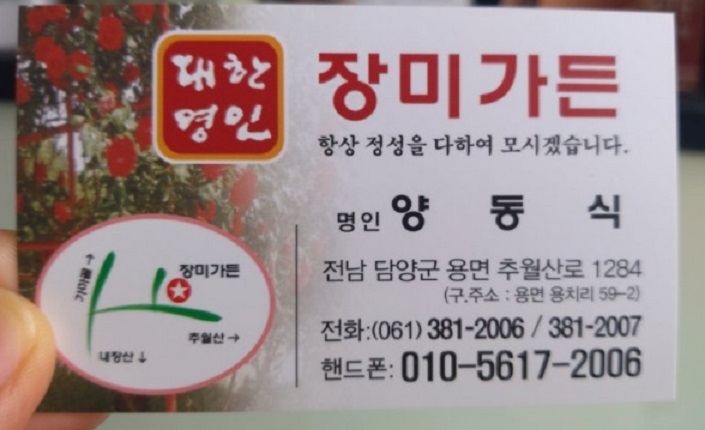 대한
명인
장미가든
항상 정성을 다하여 모시겠습니다.
명인 양 동 식
전남 담양군 용면 추월산로 1284
(구.주소 : 용면 용치리 59-2)
전화:(061) 381-2006 / 381-2007
핸드폰: 010-5617-2006
장미가든
추월산 →
내장산 ↓